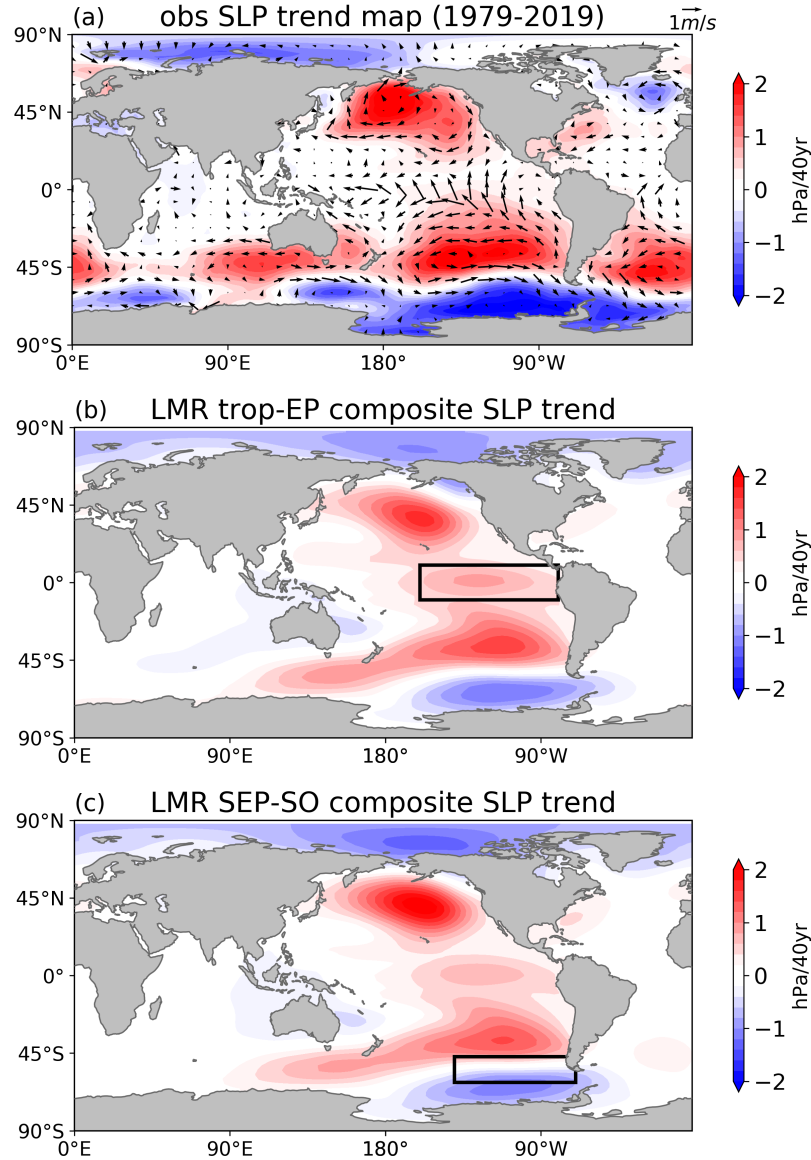 (a) obs SLP trend map (1979-2019) 1m/s
90°N
45°N
0°
45°S
90°S
0°E 90°E 180° 90°W
2
1
0
−1
−2
hPa/40yr
(b) LMR trop-EP composite SLP trend
90°N
45°N
0°
45°S
90°S
0°E 90°E 180° 90°W
2
1
0
−1
−2
hPa/40yr
(c) LMR SEP-SO composite SLP trend
90°N
45°N
0°
45°S
90°S
0°E 90°E 180° 90°W
2
1
0
−1
−2
hPa/40yr